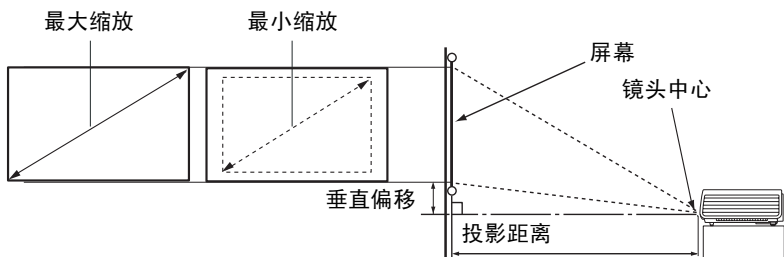 最大缩放
最小缩放
屏幕
镜头中心
垂直偏移
投影距离